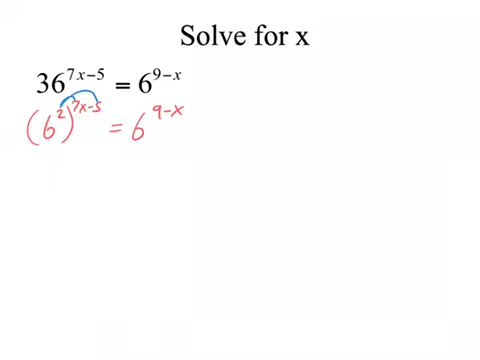 Solve for x
36^{7x−5} = 6^{9−x}
(6^2)^{7x-5} = 6^{9-x}